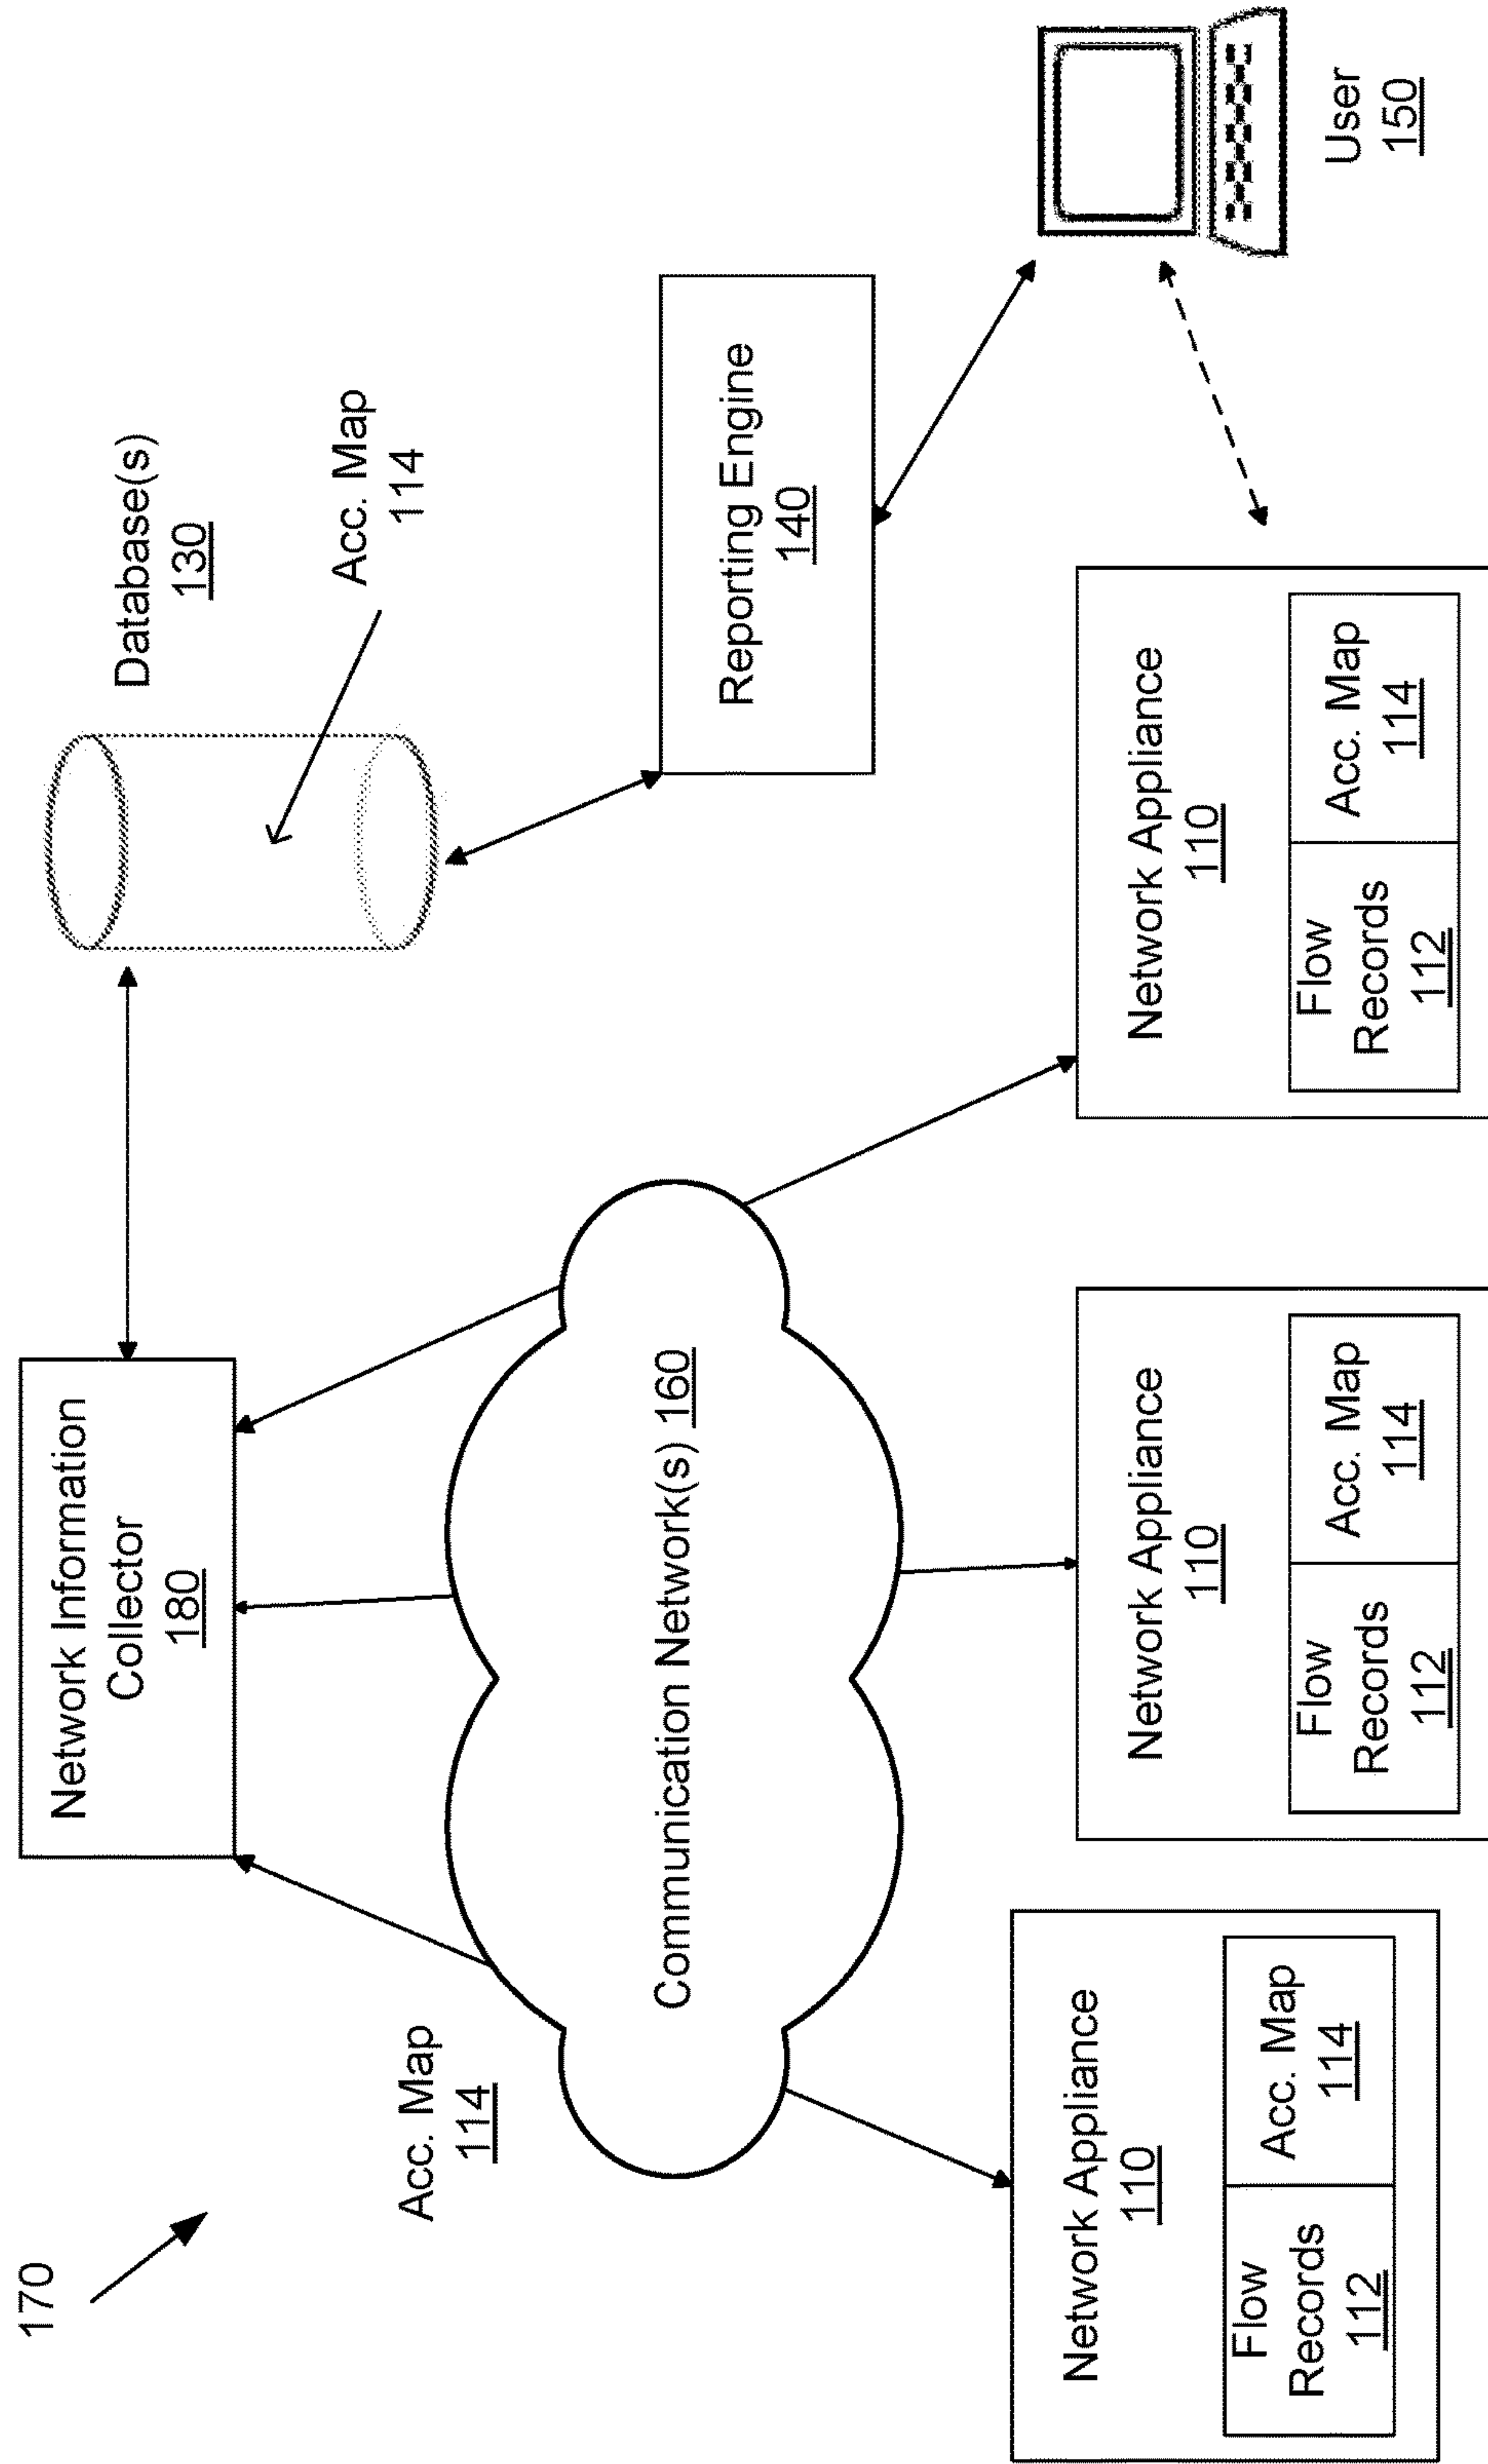 170
Network Information
Collector
180
Database(s)
130
Acc. Map
114
Acc. Map
114
Communication Network(s) 160
Reporting Engine
140
User
150
Network Appliance
110
Flow
Records
112
Acc. Map
114
Network Appliance
110
Flow
Records
112
Acc. Map
114
Network Appliance
110
Flow
Records
112
Acc. Map
114